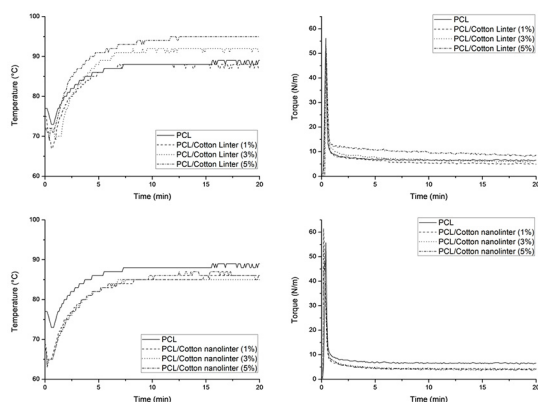 100
90
80
70
60
0
5
10
15
20
Temperature (°C)
Time (min)
PCL
PCL/Cotton Linter (1%)
PCL/Cotton Linter (3%)
PCL/Cotton Linter (5%)
60
50
40
30
20
10
0
0
5
10
15
20
Torque (N/m)
Time (min)
PCL
PCL/Cotton Linter (1%)
PCL/Cotton Linter (3%)
PCL/Cotton Linter (5%)
100
90
80
70
60
0
5
10
15
20
Temperature (°C)
Time (min)
PCL
PCL/Cotton nanolinter (1%)
PCL/Cotton nanolinter (3%)
PCL/Cotton nanolinter (5%)
60
50
40
30
20
10
0
0
5
10
15
20
Torque (N/m)
Time (min)
PCL
PCL/Cotton nanolinter (1%)
PCL/Cotton nanolinter (3%)
PCL/Cotton nanolinter (5%)